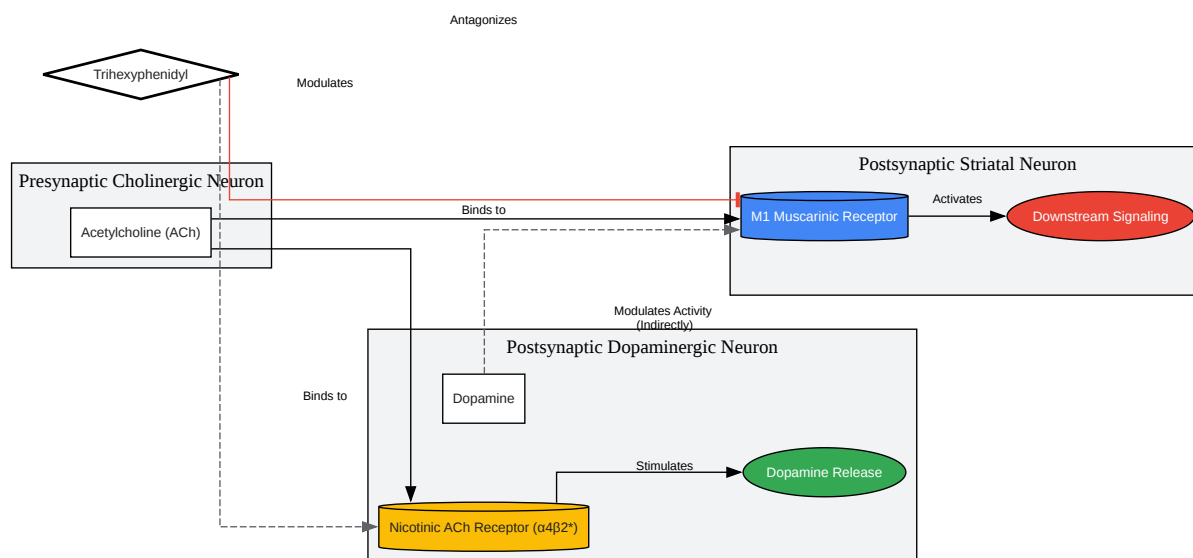 Antagonizes
Trihexyphenidyl
Modulates
Presynaptic Cholinergic Neuron
Acetylcholine (ACh)
Binds to
Postsynaptic Striatal Neuron
M1 Muscarinic Receptor
Activates
Downstream Signaling
Modulates Activity
(Indirectly)
Postsynaptic Dopaminergic Neuron
Binds to
Dopamine
Stimulates
Dopamine Release
Nicotinic ACh Receptor (α4β2*)